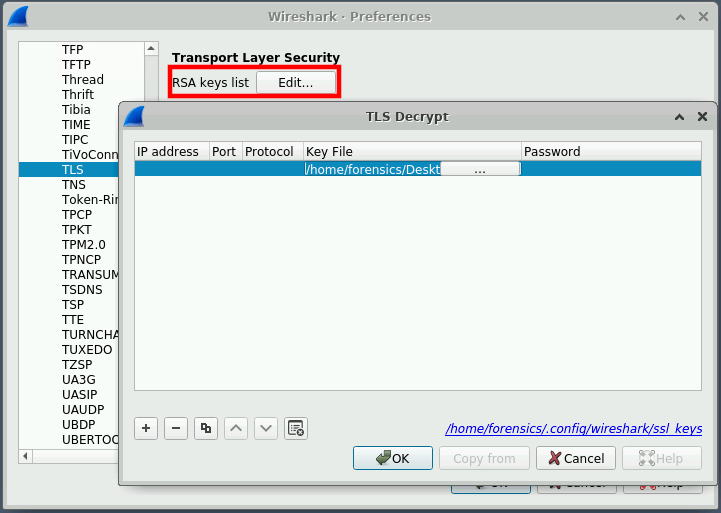 Wireshark · Preferences
TFP
TFTP
Thread
Thrift
Tibia
TIME
TIPC
TiVoConn
TLS
TNS
Token-Rin
TPCP
TPKT
TPM2.0
TPNCP
TRANSUM
TSDNS
TSP
TTE
TURNCHA
TUXEDO
TZSP
UA3G
UASIP
UAUDP
UBDP
UBERTOO
Transport Layer Security
RSA keys list Edit...
TLS Decrypt
IP address Port Protocol Key File Password
/home/forensics/Deskt ...
/home/forensics/.config/wireshark/ssl_keys
OK Copy from Cancel Help
OK Cancel Help